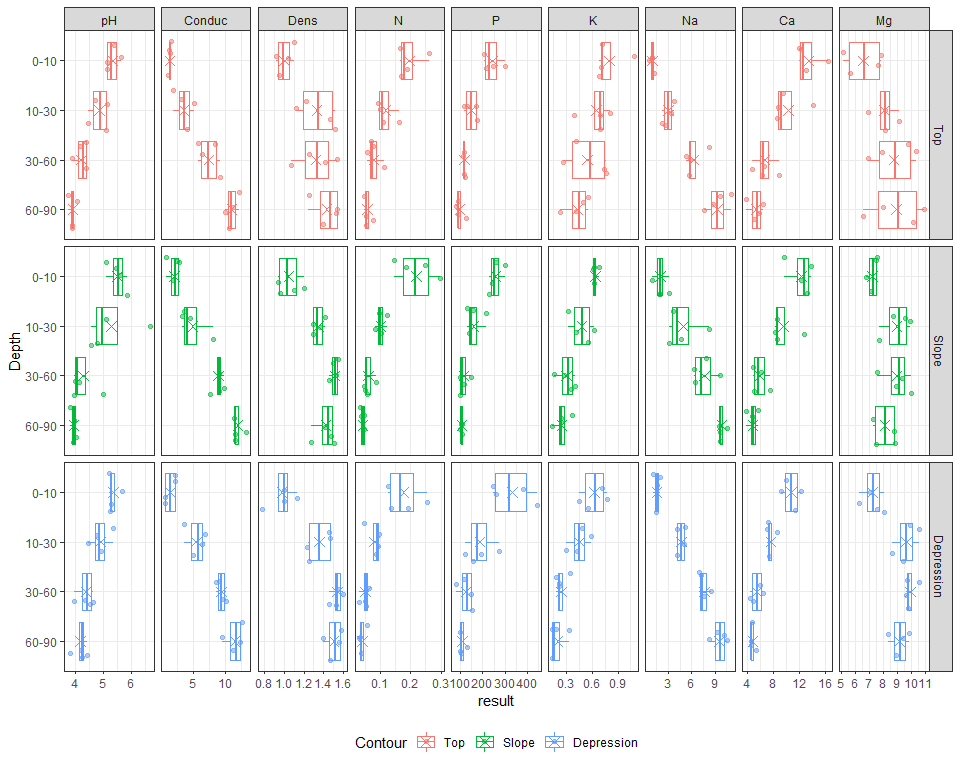 pH Conduc Dens N P K Na Ca Mg
0-10
10-30
30-60
60-90
Top
0-10
10-30
30-60
60-90
Slope
0-10
10-30
30-60
60-90
Depression
Depth
4 5 6 5 10 0.8 1.0 1.2 1.4 1.6 0.1 0.2 0.3 100 200 300 400 0.3 0.6 0.9 3 6 9 4 8 12 16 5 6 7 8 9 10 11
result
Contour Top Slope Depression